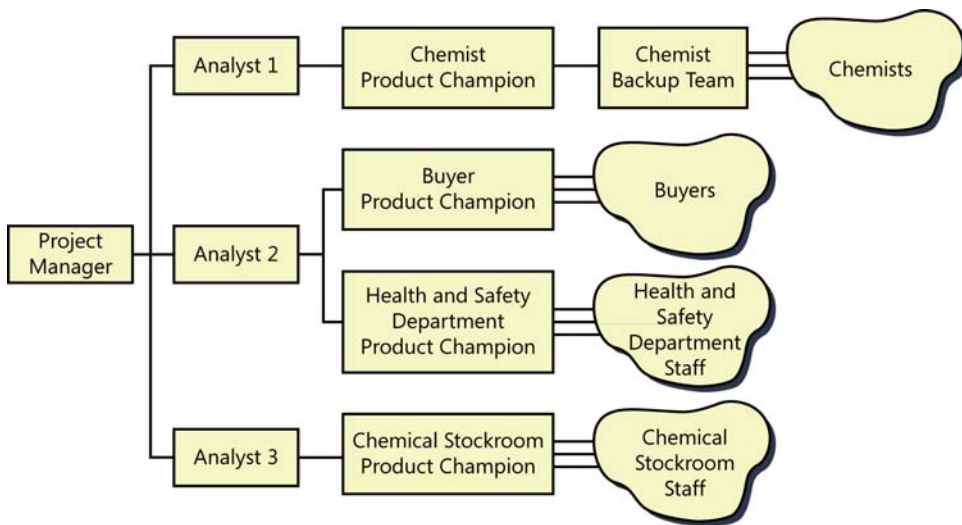 Analyst 1
Chemist
Product Champion
Chemist
Backup Team
Chemists
Buyer
Product Champion
Buyers
Project
Manager
Analyst 2
Health and Safety
Department
Product Champion
Health and
Safety
Department
Staff
Analyst 3
Chemical Stockroom
Product Champion
Chemical
Stockroom
Staff